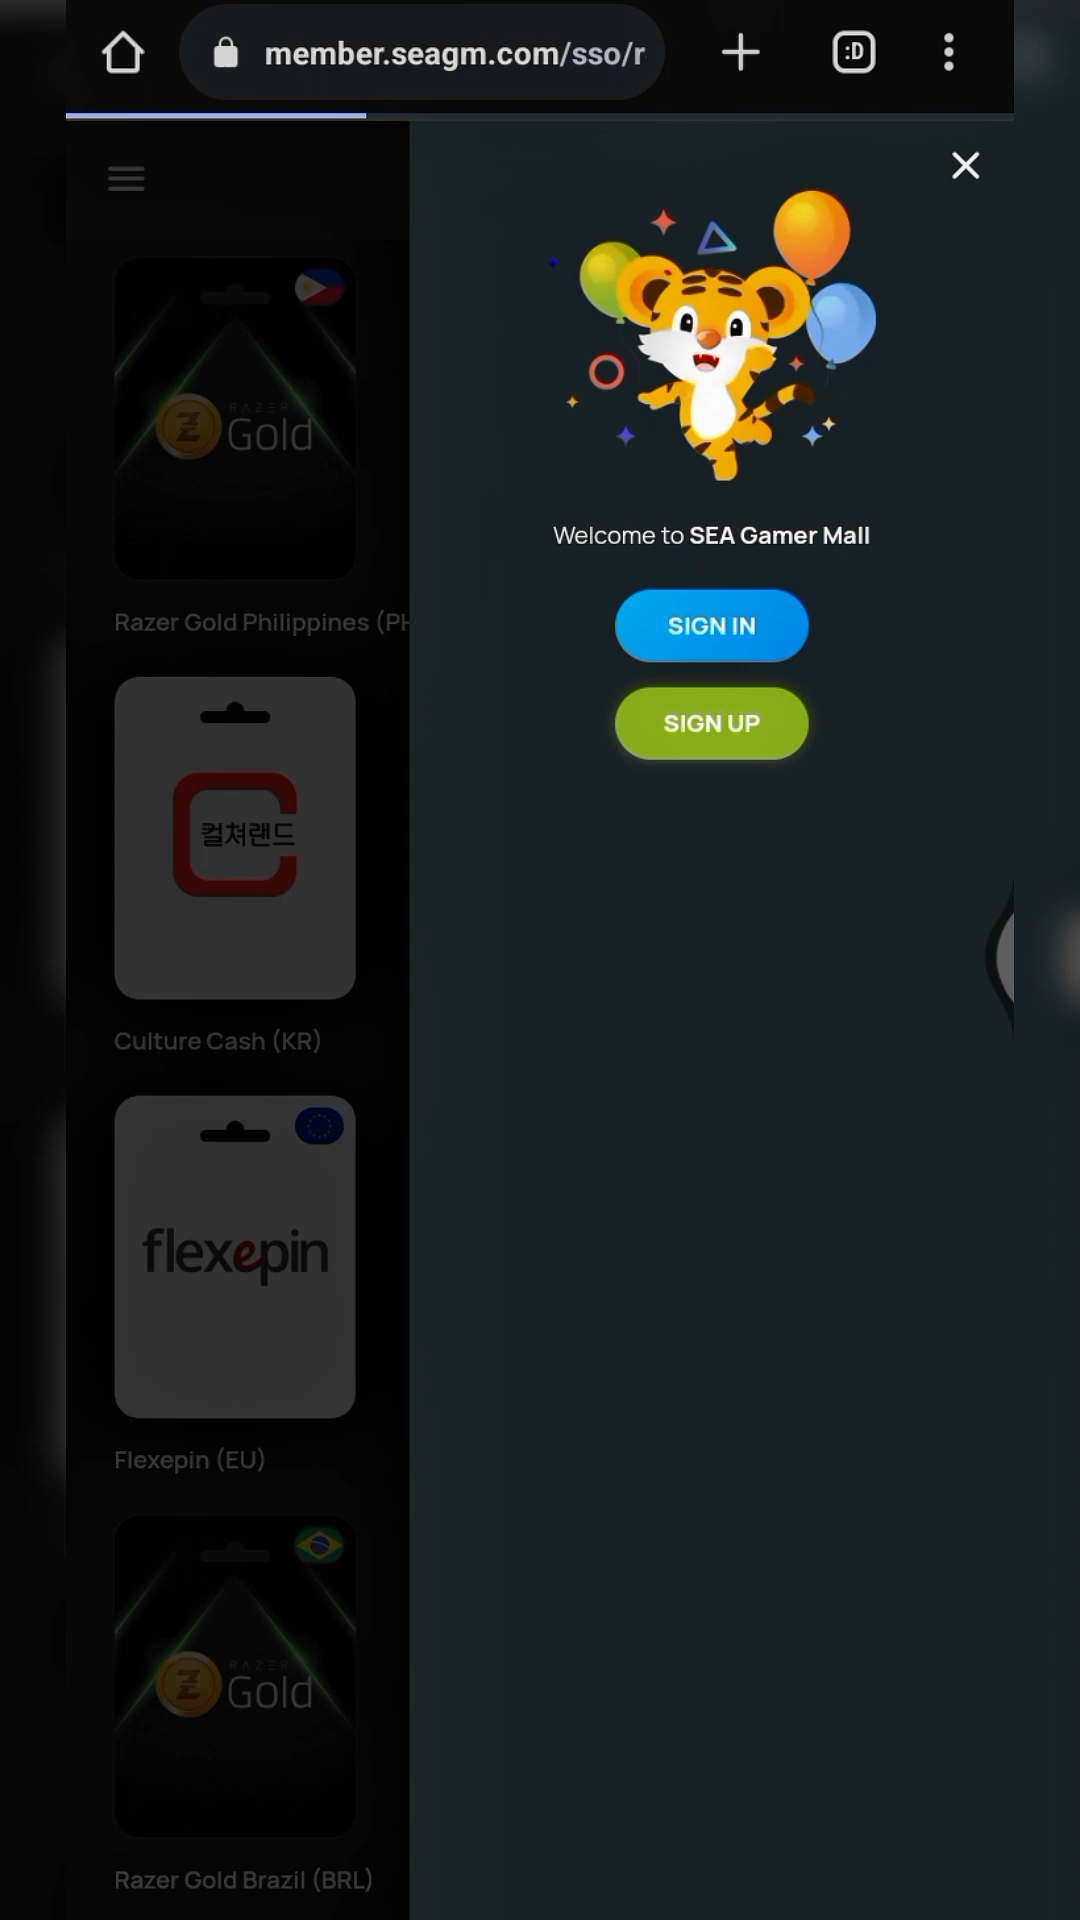 member.seagm.com/sso/r
:D
RAZER
Gold
Razer Gold Philippines (PH
컬쳐랜드
Culture Cash (KR)
flexepin
Flexepin (EU)
RAZER
Gold
Razer Gold Brazil (BRL)
Welcome to SEA Gamer Mall
SIGN IN
SIGN UP